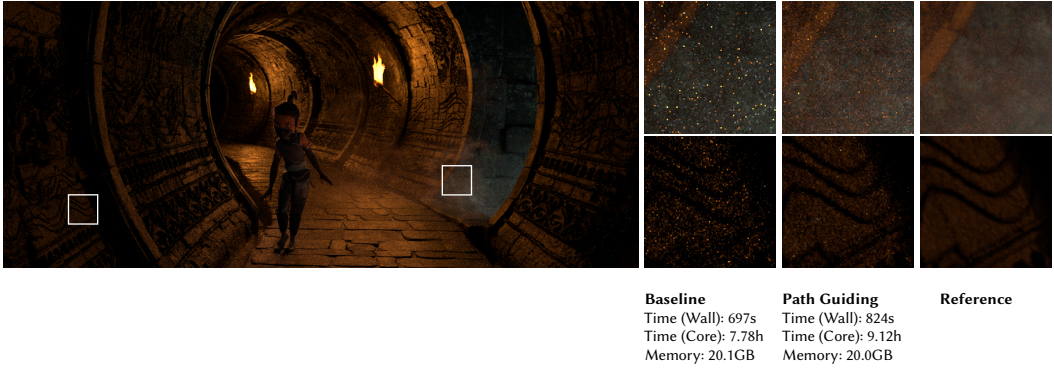 Baseline
Time (Wall): 697s
Time (Core): 7.78h
Memory: 20.1GB
Path Guiding
Time (Wall): 824s
Time (Core): 9.12h
Memory: 20.0GB
Reference